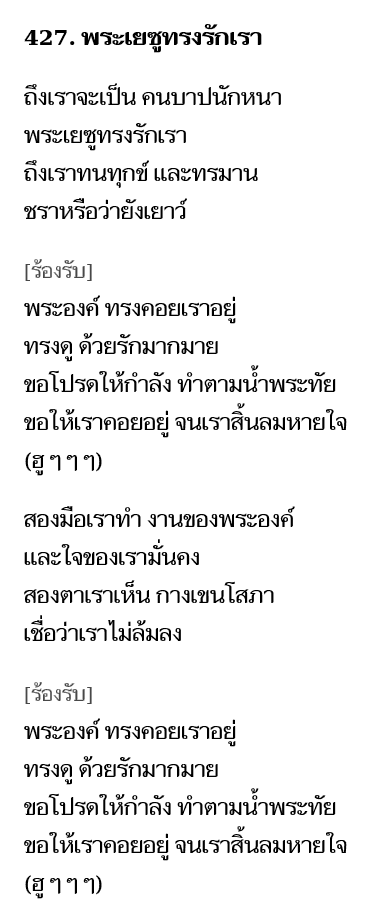 427. พระเยซูทรงรักเรา
ถึงเราจะเป็น คนบาปนักหนา
พระเยซูทรงรักเรา
ถึงเราทนทุกข์ และทรมาน
ชราหรือว่ายังเยาว์
[ร้องรับ]
พระองค์ ทรงคอยเราอยู่
ทรงดู ด้วยรักมากมาย
ขอโปรดให้กำลัง ทำตามน้ำพระทัย
ขอให้เราคอยอยู่ จนเราสิ้นลมหายใจ
(ฮู ๆ ๆ ๆ)
สองมือเราทำ งานของพระองค์
และใจของเรามั่นคง
สองตาเราเห็น กางเขนโสภา
เชื่อว่าเราไม่ล้มลง
[ร้องรับ]
พระองค์ ทรงคอยเราอยู่
ทรงดู ด้วยรักมากมาย
ขอโปรดให้กำลัง ทำตามน้ำพระทัย
ขอให้เราคอยอยู่ จนเราสิ้นลมหายใจ
(ฮู ๆ ๆ ๆ)